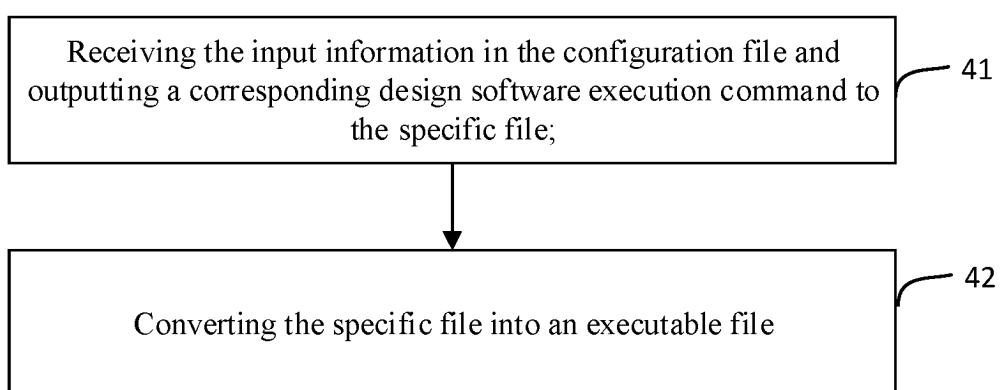 Receiving the input information in the configuration file and
outputting a corresponding design software execution command to
the specific file;
41
Converting the specific file into an executable file
42